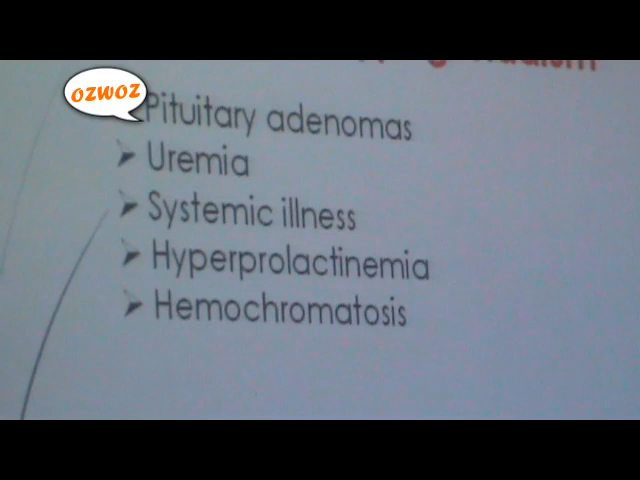 OZWOZ
Pituitary adenomas
Uremia
Systemic illness
Hyperprolactinemia
Hemochromatosis